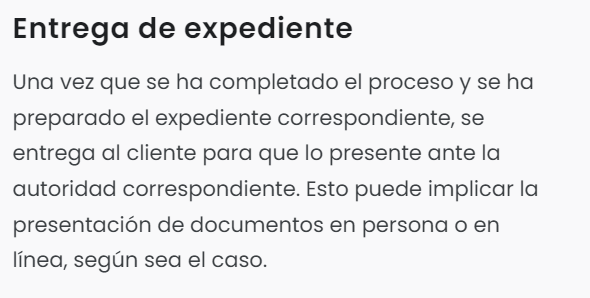 Entrega de expediente
Una vez que se ha completado el proceso y se ha
preparado el expediente correspondiente, se
entrega al cliente para que lo presente ante la
autoridad correspondiente. Esto puede implicar la
presentación de documentos en persona o en
línea, según sea el caso.